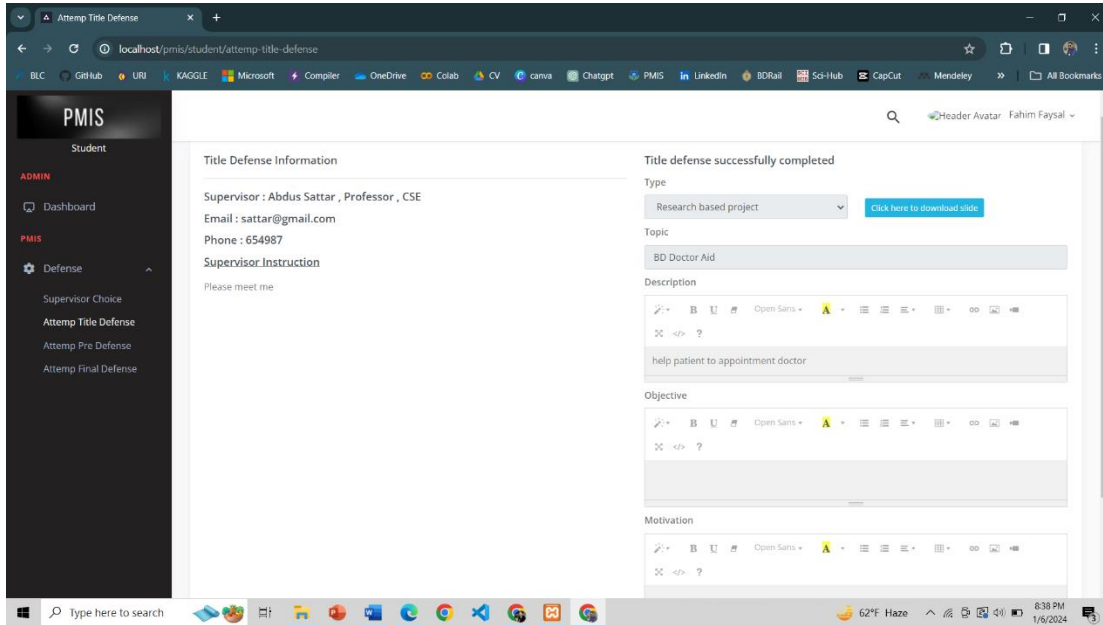 Attemp Title Defense
localhost/pmis/student/attemp-title-defense
BLC GitHub URI KAGGLE Microsoft Compiler OneDrive Colab CV canva Chatgpt PMIS LinkedIn BDRail Sci-Hub CapCut Mendeley » All Bookmarks
PMIS
Student
ADMIN
Dashboard
PMIS
Defense
Supervisor Choice
Attemp Title Defense
Attemp Pre Defense
Attemp Final Defense
Header Avatar Fahim Faysal
Title Defense Information
Supervisor : Abdus Sattar , Professor , CSE
Email : sattar@gmail.com
Phone : 654987
Supervisor Instruction
Please meet me
Title defense successfully completed
Type
Research based project
Click here to download slide
Topic
BD Doctor Aid
Description
B U Open Sans A
</> ?
help patient to appointment doctor
Objective
B U Open Sans A
</> ?
Motivation
B U Open Sans A
</> ?
Type here to search
62°F Haze
8:38 PM
1/6/2024
3